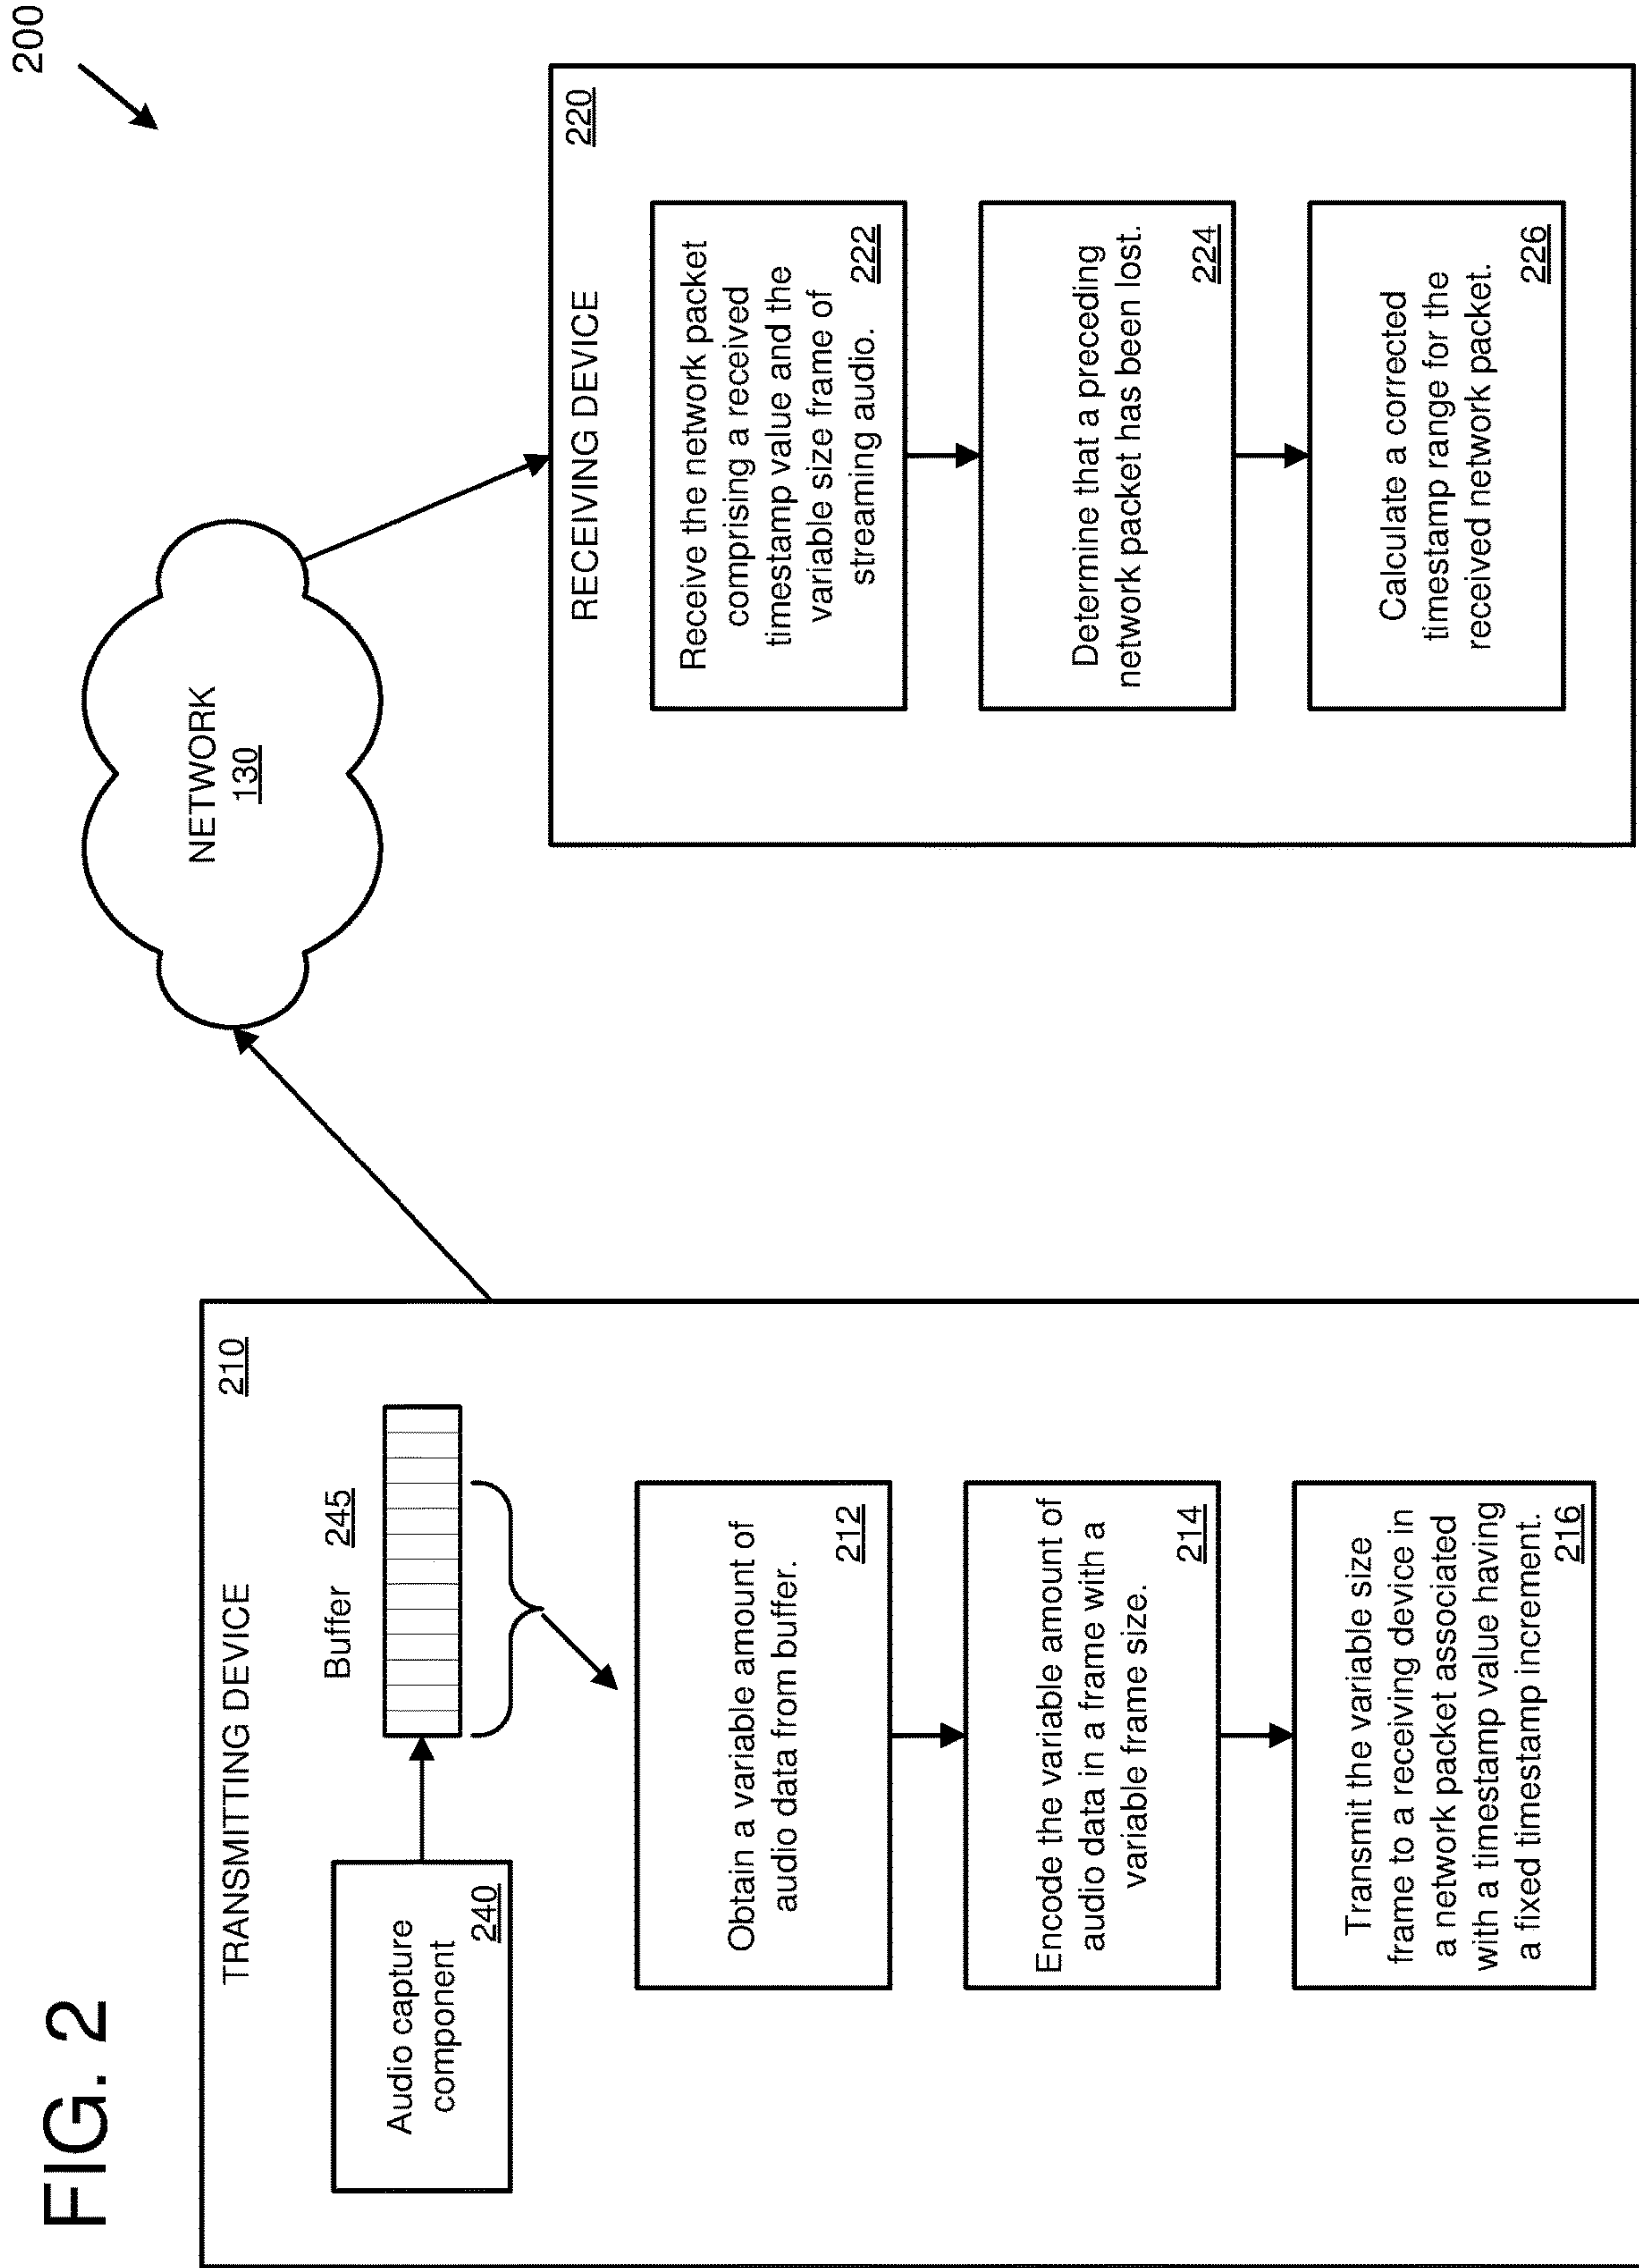 FIG. 2
200
TRANSMITTING DEVICE
210
Audio capture
component
240
Buffer 245
Obtain a variable amount of
audio data from buffer.
212
Encode the variable amount of
audio data in a frame with a
variable frame size.
214
Transmit the variable size
frame to a receiving device in
a network packet associated
with a timestamp value having
a fixed timestamp increment.
216
NETWORK
130
RECEIVING DEVICE
220
Receive the network packet
comprising a received
timestamp value and the
variable size frame of
streaming audio.
222
Determine that a preceding
network packet has been lost.
224
Calculate a corrected
timestamp range for the
received network packet.
226